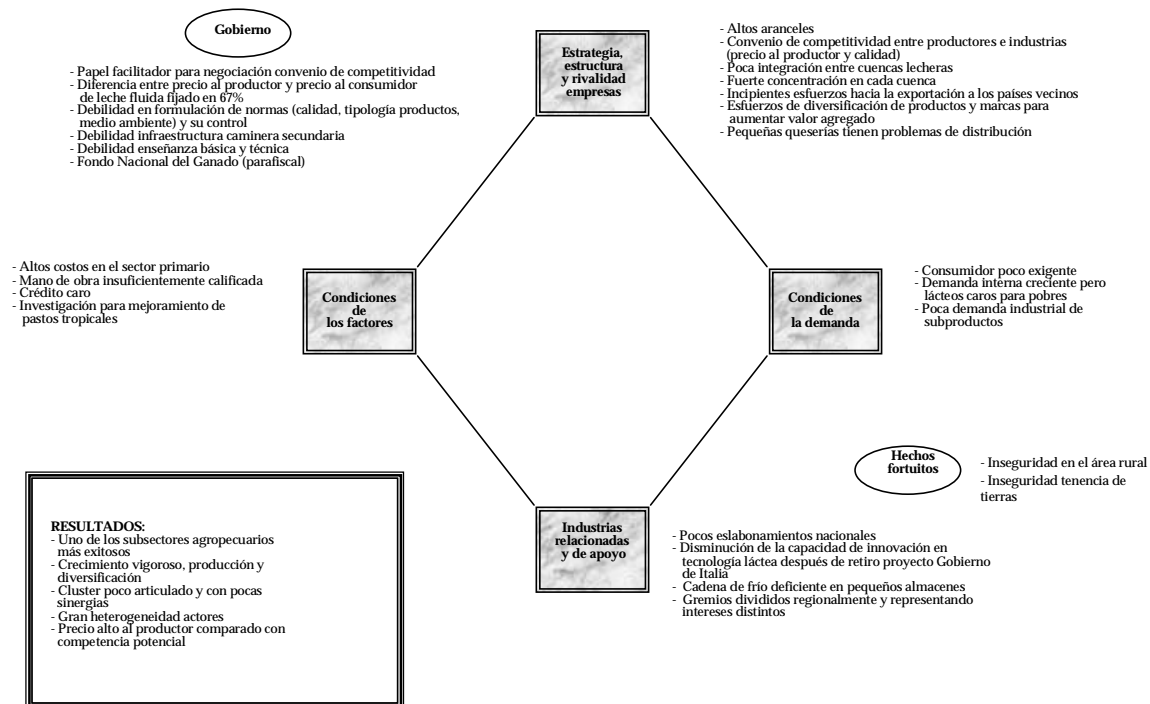 Gobierno
- Papel facilitador para negociación convenio de competitividad
- Diferencia entre precio al productor y precio al consumidor
de leche fluida fijado en 67%
- Debilidad en formulación de normas (calidad, tipología productos,
medio ambiente) y su control
- Debilidad infraestructura caminera secundaria
- Debilidad enseñanza básica y técnica
- Fondo Nacional del Ganado (parafiscal)
Estrategia,
estructura
y rivalidad
empresas
- Altos aranceles
- Convenio de competitividad entre productores e industrias
(precio al productor y calidad)
- Poca integración entre cuencas lecheras
- Fuerte concentración en cada cuenca
- Incipientes esfuerzos hacia la exportación a los países vecinos
- Esfuerzos de diversificación de productos y marcas para
aumentar valor agregado
- Pequeñas queserías tienen problemas de distribución
- Altos costos en el sector primario
- Mano de obra insuficientemente calificada
- Crédito caro
- Investigación para mejoramiento de
pastos tropicales
Condiciones
de
los factores
Condiciones
de
la demanda
- Consumidor poco exigente
- Demanda interna creciente pero
lácteos caros para pobres
- Poca demanda industrial de
subproductos
Hechos
fortuitos
- Inseguridad en el área rural
- Inseguridad tenencia de
tierras
RESULTADOS:
- Uno de los subsectores agropecuarios
más exitosos
- Crecimiento vigoroso, producción y
diversificación
- Cluster poco articulado y con pocas
sinergias
- Gran heterogeneidad actores
- Precio alto al productor comparado con
competencia potencial
Industrias
relacionadas
y de apoyo
- Pocos eslabonamientos nacionales
- Disminución de la capacidad de innovación en
tecnología láctea después de retiro proyecto Gobierno
de Italia
- Cadena de frío deficiente en pequeños almacenes
- Gremios divididos regionalmente y representando
intereses distintos